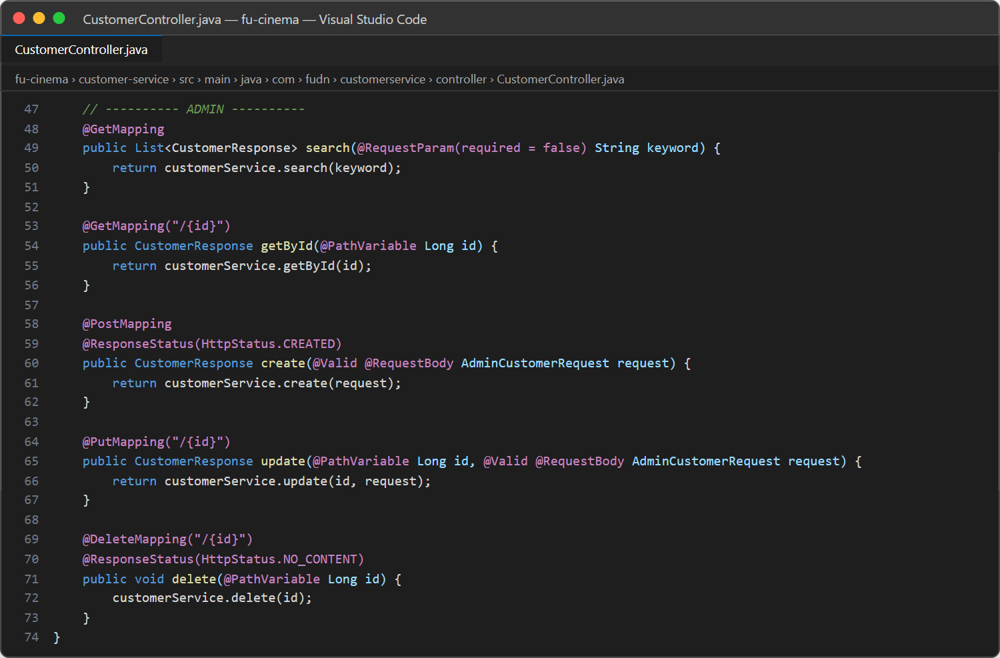 CustomerController.java — fu-cinema — Visual Studio Code
CustomerController.java
fu-cinema › customer-service › src › main › java › com › fudn › customerservice › controller › CustomerController.java
47     // ---------- ADMIN ----------
48     @GetMapping
49     public List<CustomerResponse> search(@RequestParam(required = false) String keyword) {
50         return customerService.search(keyword);
51     }
52
53     @GetMapping("/{id}")
54     public CustomerResponse getById(@PathVariable Long id) {
55         return customerService.getById(id);
56     }
57
58     @PostMapping
59     @ResponseStatus(HttpStatus.CREATED)
60     public CustomerResponse create(@Valid @RequestBody AdminCustomerRequest request) {
61         return customerService.create(request);
62     }
63
64     @PutMapping("/{id}")
65     public CustomerResponse update(@PathVariable Long id, @Valid @RequestBody AdminCustomerRequest request) {
66         return customerService.update(id, request);
67     }
68
69     @DeleteMapping("/{id}")
70     @ResponseStatus(HttpStatus.NO_CONTENT)
71     public void delete(@PathVariable Long id) {
72         customerService.delete(id);
73     }
74 }